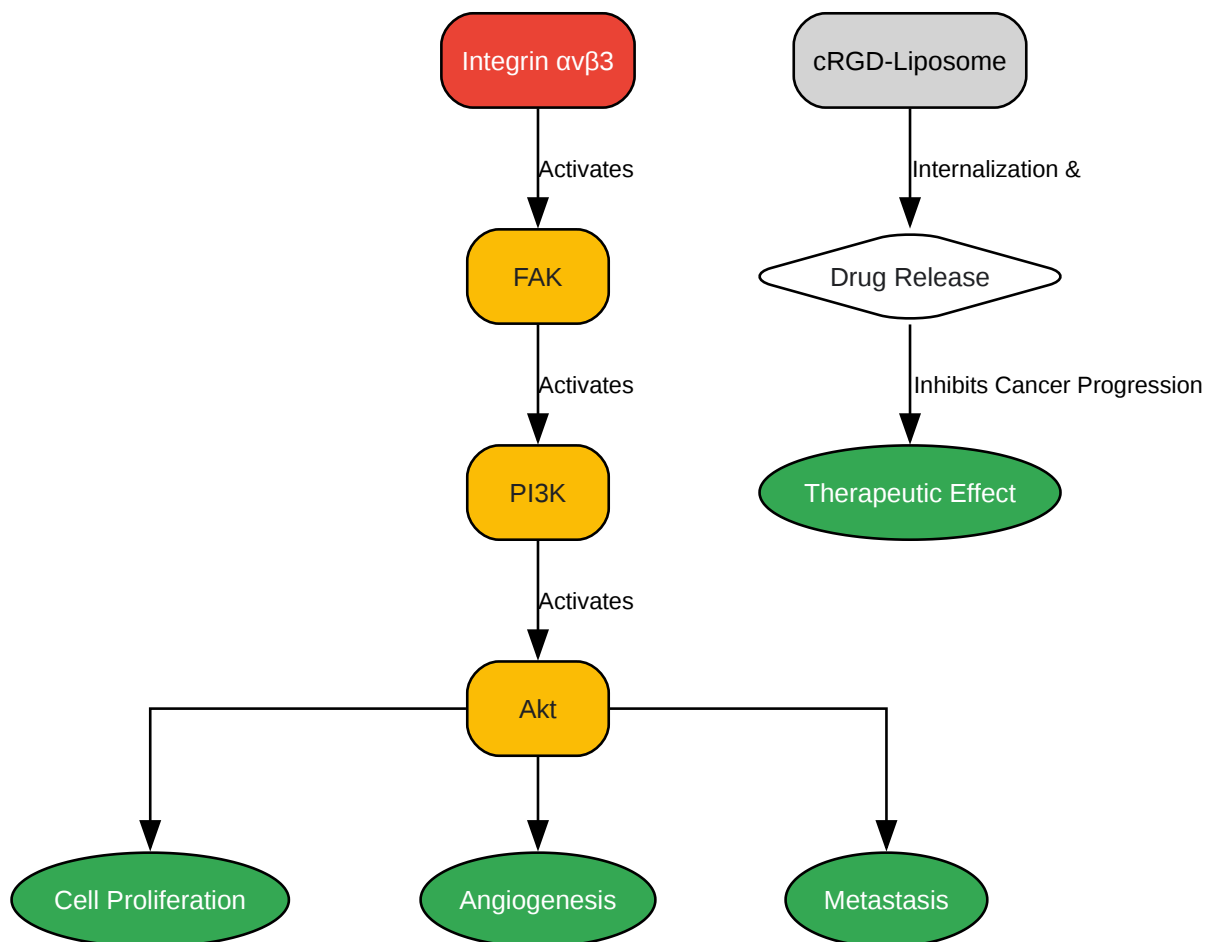 Integrin αvβ3
cRGD-Liposome
Activates
Internalization &
FAK
Drug Release
Activates
Inhibits Cancer Progression
PI3K
Therapeutic Effect
Activates
Akt
Cell Proliferation
Angiogenesis
Metastasis